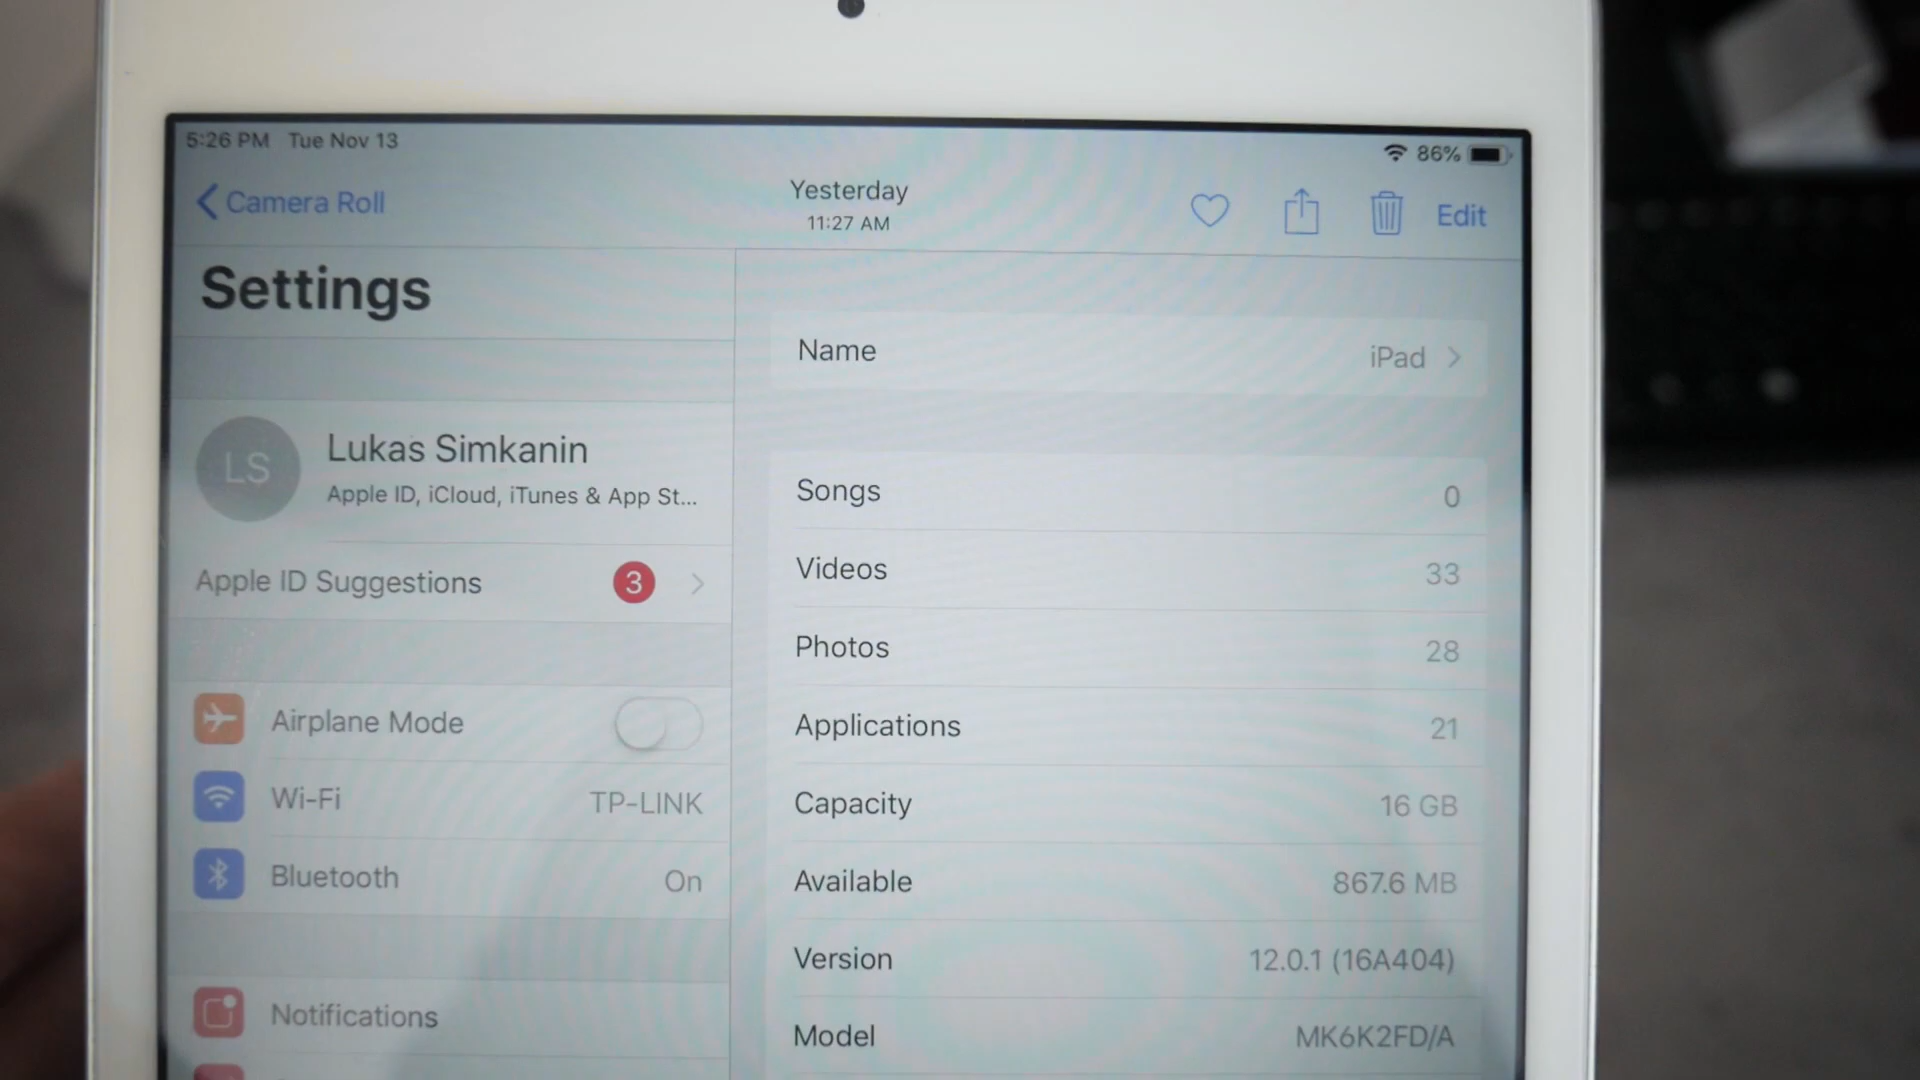 5:26 PM Tue Nov 13
86%
Camera Roll
Yesterday
11:27 AM
Edit
Settings
LS
Lukas Simkanin
Apple ID, iCloud, iTunes & App St...
Apple ID Suggestions 3
Airplane Mode
Wi-Fi TP-LINK
Bluetooth On
Notifications
Name iPad
Songs 0
Videos 33
Photos 28
Applications 21
Capacity 16 GB
Available 867.6 MB
Version 12.0.1 (16A404)
Model MK6K2FD/A